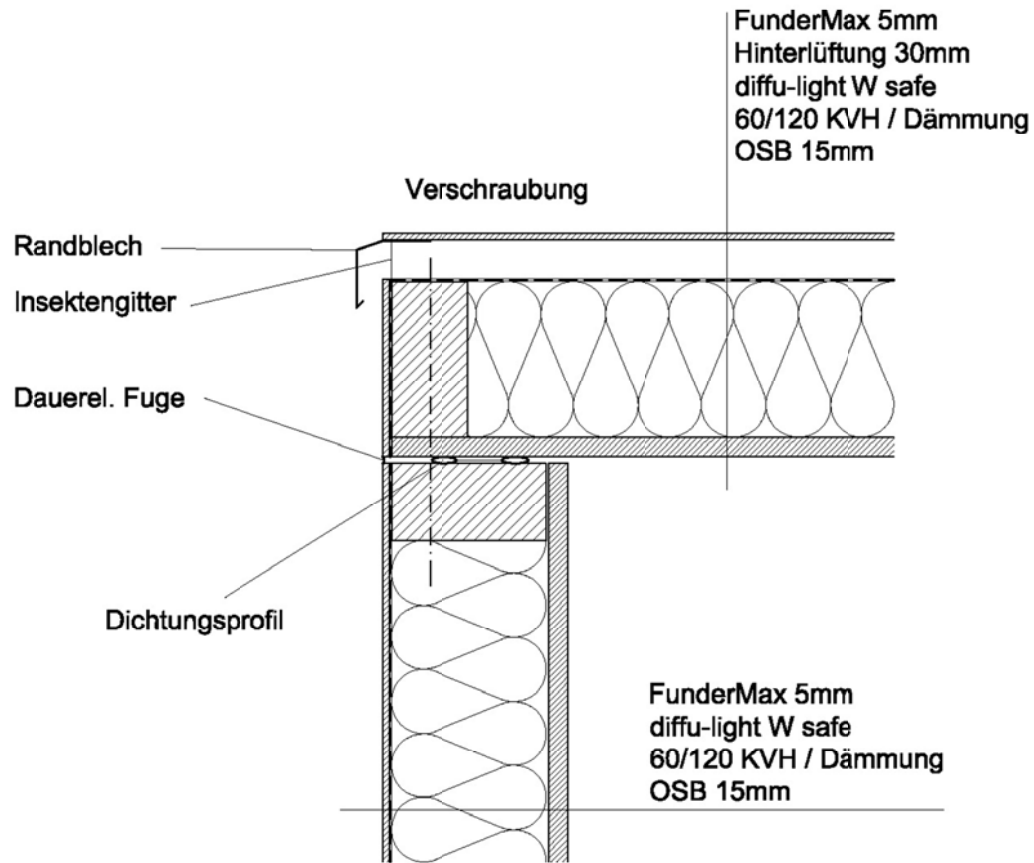 FunderMax 5mm
Hinterlüftung 30mm
diffu-light W safe
60/120 KVH / Dämmung
OSB 15mm
Verschraubung
Randblech
Insektengitter
Dauerel. Fuge
Dichtungsprofil
FunderMax 5mm
diffu-light W safe
60/120 KVH / Dämmung
OSB 15mm